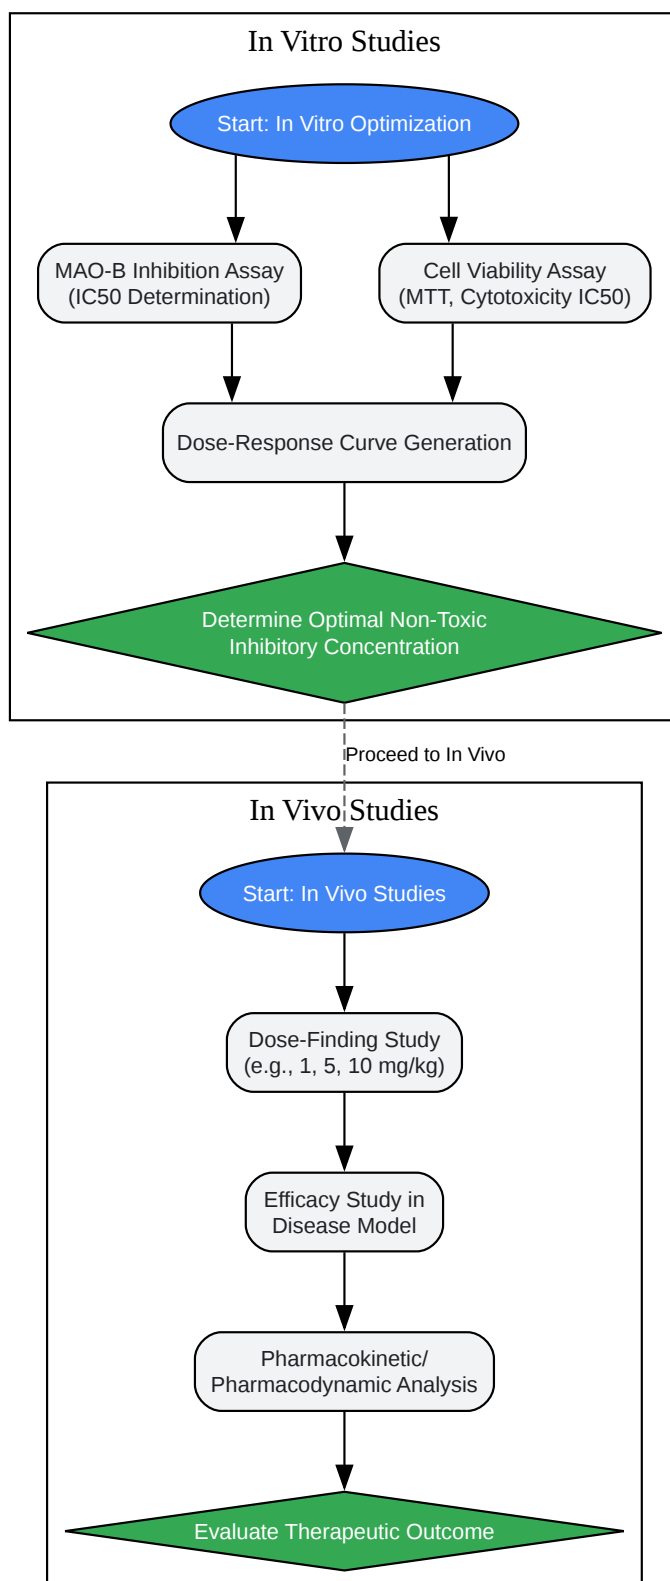 In Vitro Studies
Start: In Vitro Optimization
MAO-B Inhibition Assay
(IC50 Determination)
Cell Viability Assay
(MTT, Cytotoxicity IC50)
Dose-Response Curve Generation
Determine Optimal Non-Toxic
Inhibitory Concentration
Proceed to In Vivo
In Vivo Studies
Start: In Vivo Studies
Dose-Finding Study
(e.g., 1, 5, 10 mg/kg)
Efficacy Study in
Disease Model
Pharmacokinetic/
Pharmacodynamic Analysis
Evaluate Therapeutic Outcome